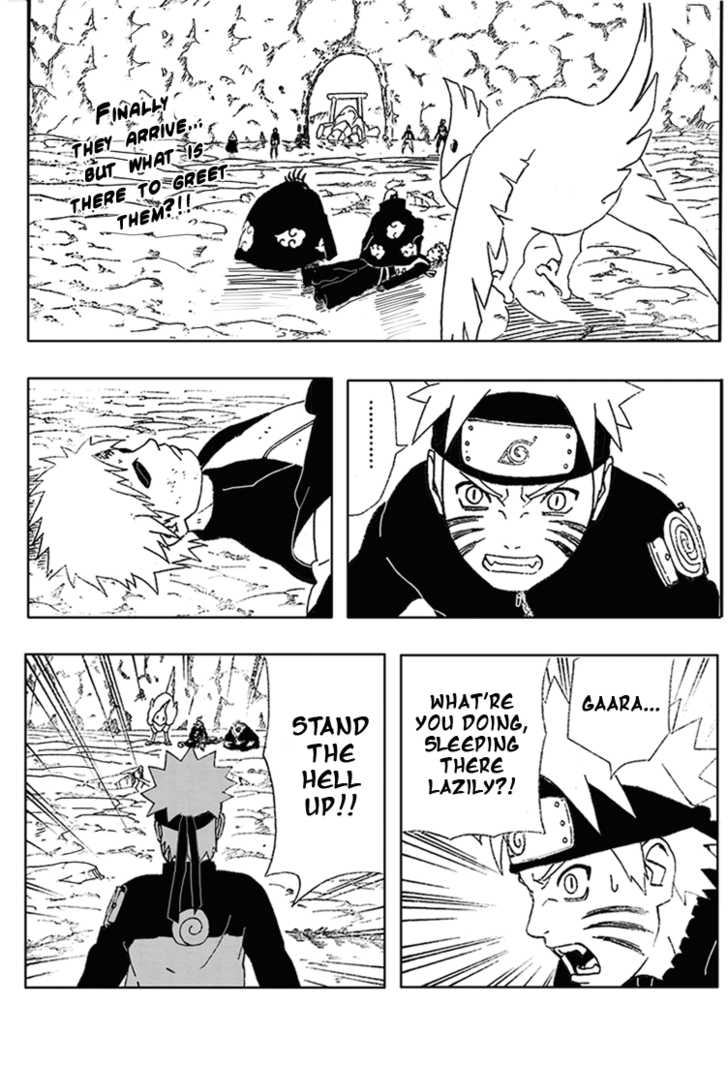 FINALLY
THEY ARRIVE...
BUT WHAT IS
THERE TO GREET
THEM?!!
.........
GAARA...
WHAT'RE
YOU DOING,
SLEEPING
THERE
LAZILY?!
STAND
THE
HELL
UP!!